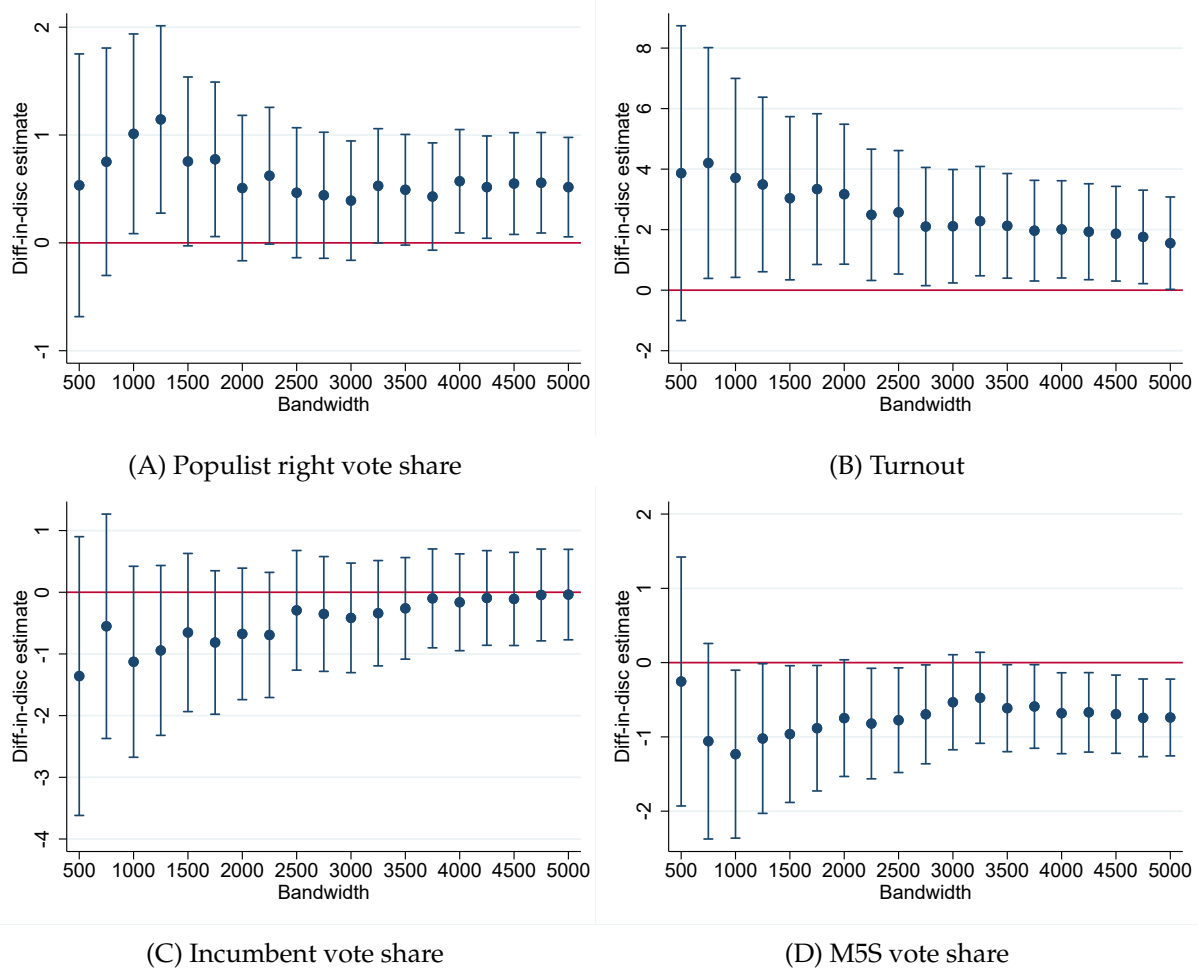 Diff-in-disc estimate
2
1
0
-1
500 1000 1500 2000 2500 3000 3500 4000 4500 5000
Bandwidth
(A) Populist right vote share
Diff-in-disc estimate
8
6
4
2
0
-2
500 1000 1500 2000 2500 3000 3500 4000 4500 5000
Bandwidth
(B) Turnout
Diff-in-disc estimate
1
0
-1
-2
-3
-4
500 1000 1500 2000 2500 3000 3500 4000 4500 5000
Bandwidth
(C) Incumbent vote share
Diff-in-disc estimate
2
1
0
-1
-2
500 1000 1500 2000 2500 3000 3500 4000 4500 5000
Bandwidth
(D) M5S vote share